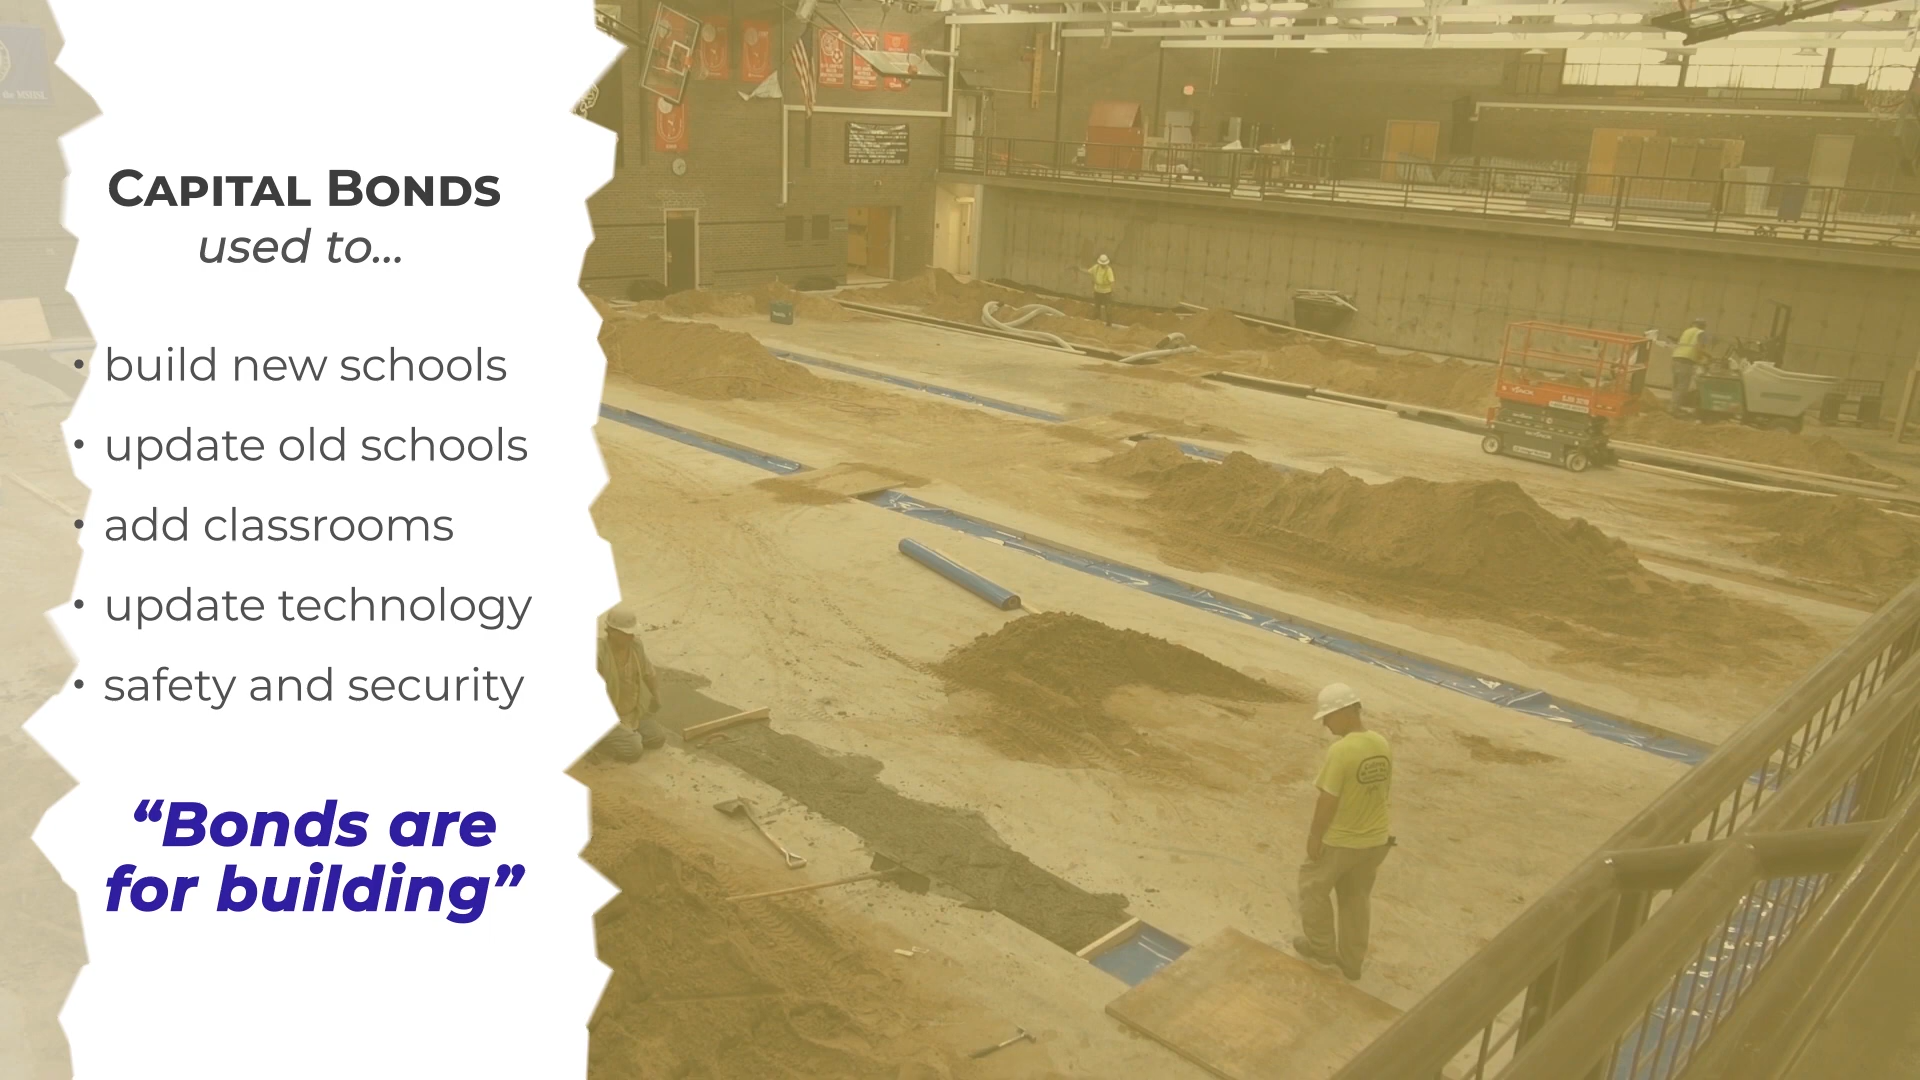 Capital Bonds
used to...
• build new schools
• update old schools
• add classrooms
• update technology
• safety and security
“Bonds are
for building”